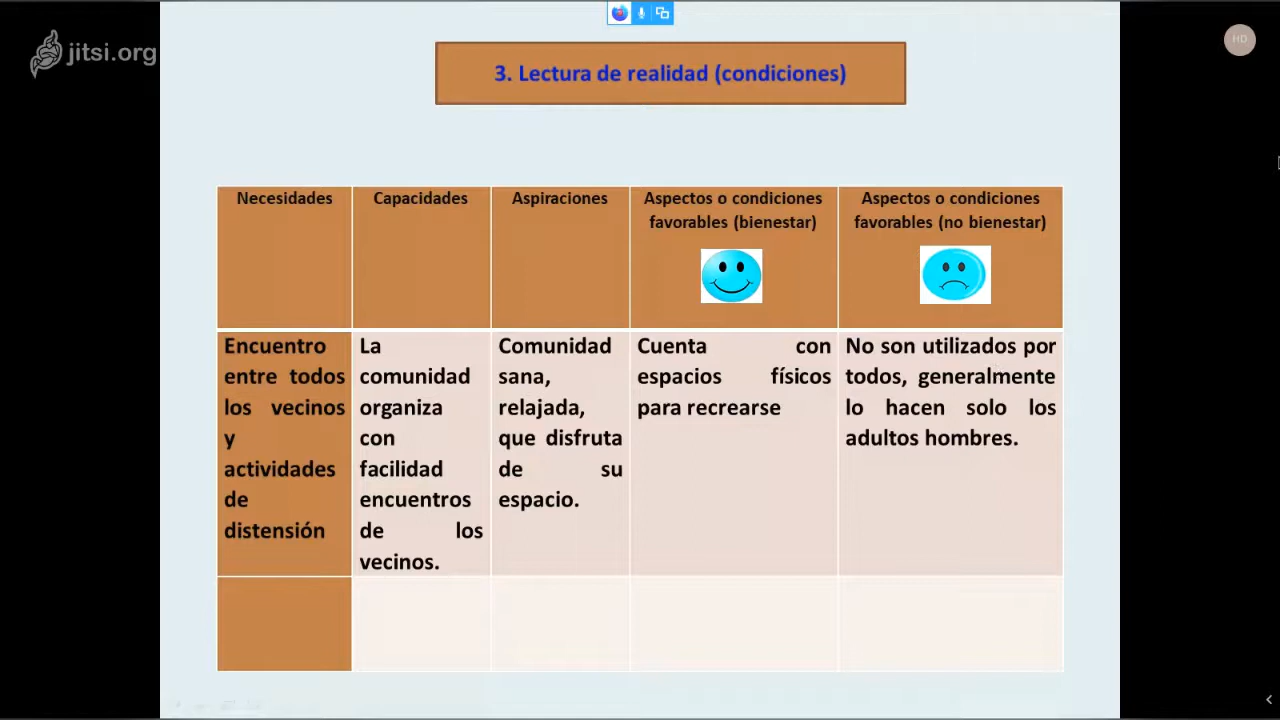 jitsi.org
HD
3. Lectura de realidad (condiciones)
Necesidades
Capacidades
Aspiraciones
Aspectos o condiciones
favorables (bienestar)
Aspectos o condiciones
favorables (no bienestar)
Encuentro
entre todos
los vecinos
y
actividades
de
distensión
La
comunidad
organiza
con
facilidad
encuentros
de los
vecinos.
Comunidad
sana,
relajada,
que disfruta
de su
espacio.
Cuenta con
espacios físicos
para recrearse
No son utilizados por
todos, generalmente
lo hacen solo los
adultos hombres.